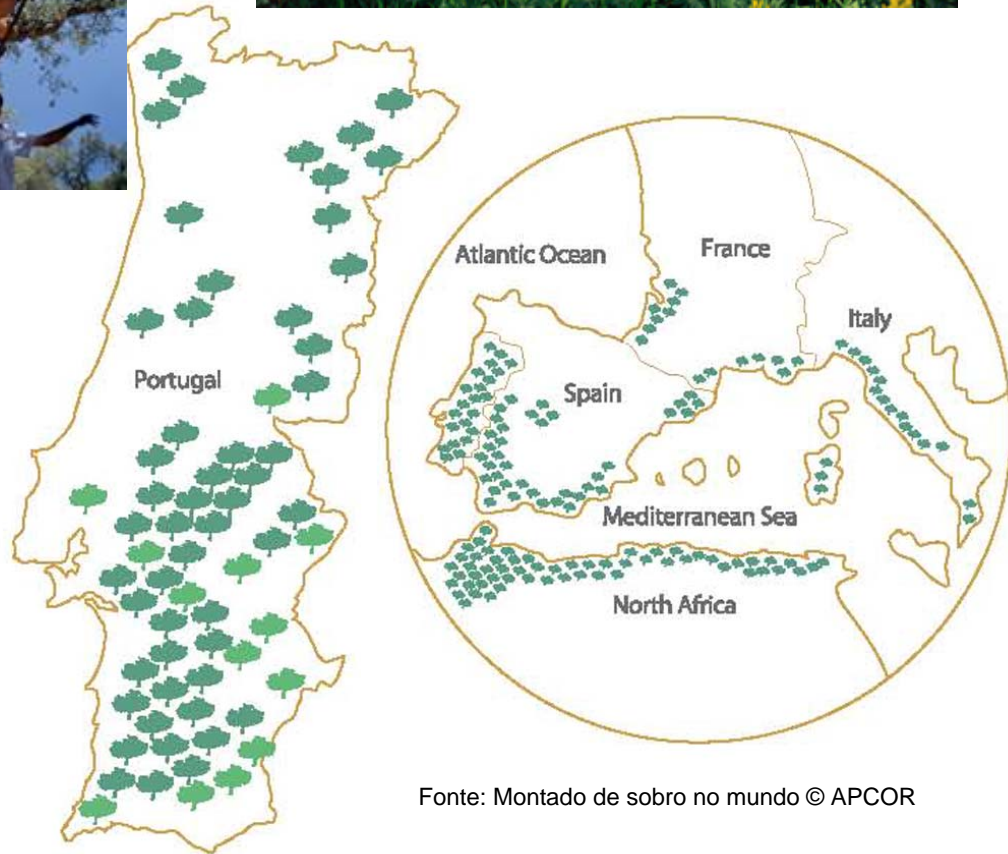 Atlantic Ocean
France
Italy
Portugal
Spain
Mediterranean Sea
North Africa
Fonte: Montado de sobro no mundo © APCOR